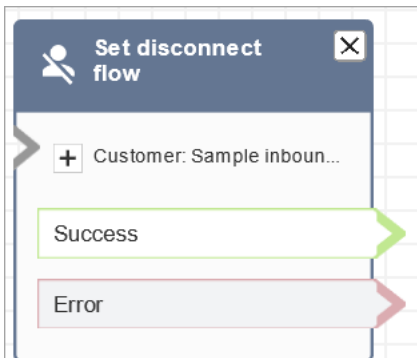 Set disconnect
flow
Customer: Sample inboun...
Success
Error